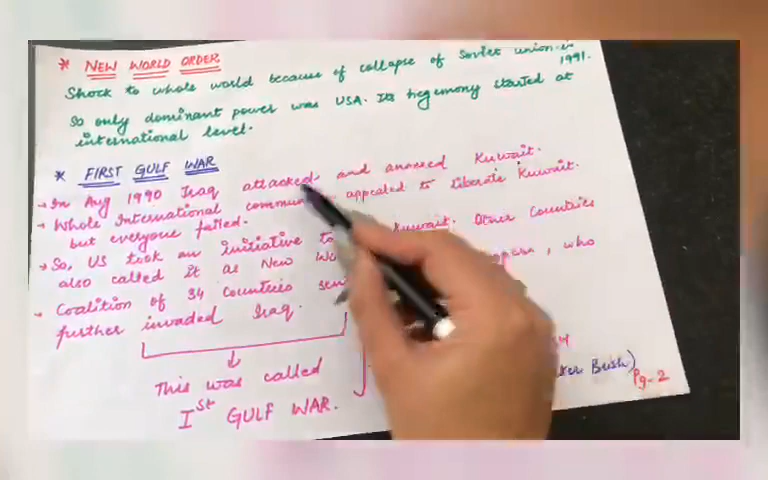 * NEW WORLD ORDER
Shock to whole world because of collapse of Soviet union in
1991.
So only dominant power was USA. Its hegemony started at
international level.
* FIRST GULF WAR
→ In Aug 1990 Iraq attacked and annexed Kuwait.
→ Whole International appealed to liberate Kuwait.
but everyone failed.
→ So, US took an initiative to Kuwait. Other Countries
also called it as New who
→ Coalition of 34 Countries
further invaded Iraq.
This was called
Ist GULF WAR.
Bush)
Pg-2